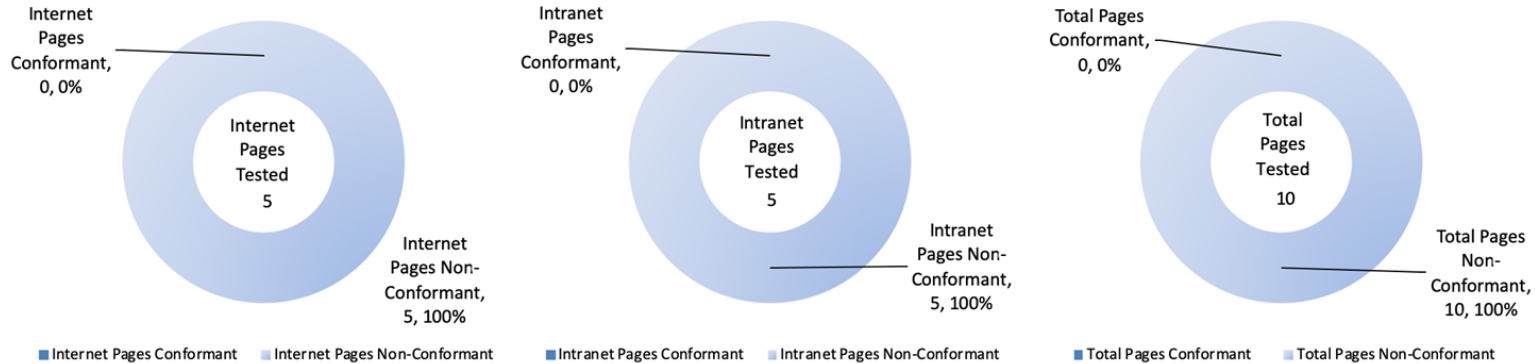 Internet
Pages
Conformant,
0, 0%
Internet
Pages
Tested
5
Internet
Pages Non-
Conformant,
5, 100%
Internet Pages Conformant
Internet Pages Non-Conformant
Intranet
Pages
Conformant,
0, 0%
Intranet
Pages
Tested
5
Intranet
Pages Non-
Conformant,
5, 100%
Intranet Pages Conformant
Intranet Pages Non-Conformant
Total Pages
Conformant,
0, 0%
Total
Pages
Tested
10
Total Pages
Non-
Conformant,
10, 100%
Total Pages Conformant
Total Pages Non-Conformant